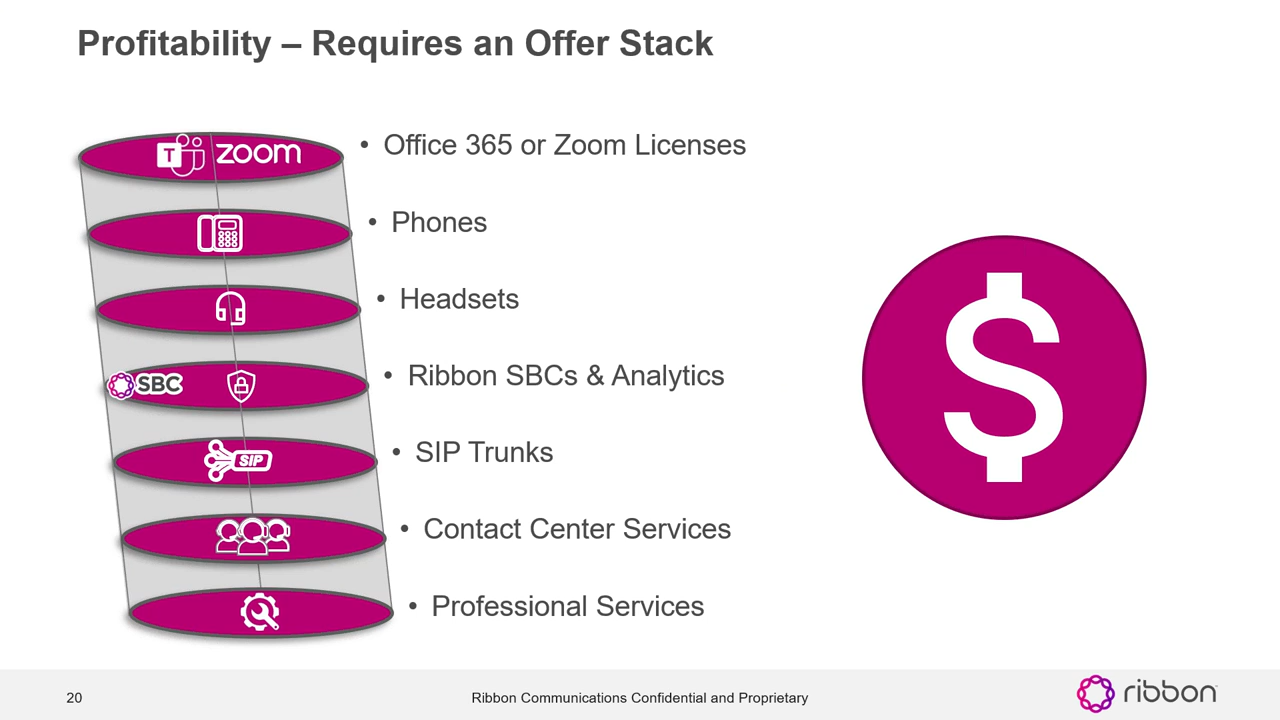 Profitability – Requires an Offer Stack
T zoom
• Office 365 or Zoom Licenses
• Phones
• Headsets
SBC
• Ribbon SBCs & Analytics
SIP
• SIP Trunks
• Contact Center Services
• Professional Services
$
20
Ribbon Communications Confidential and Proprietary
ribbon